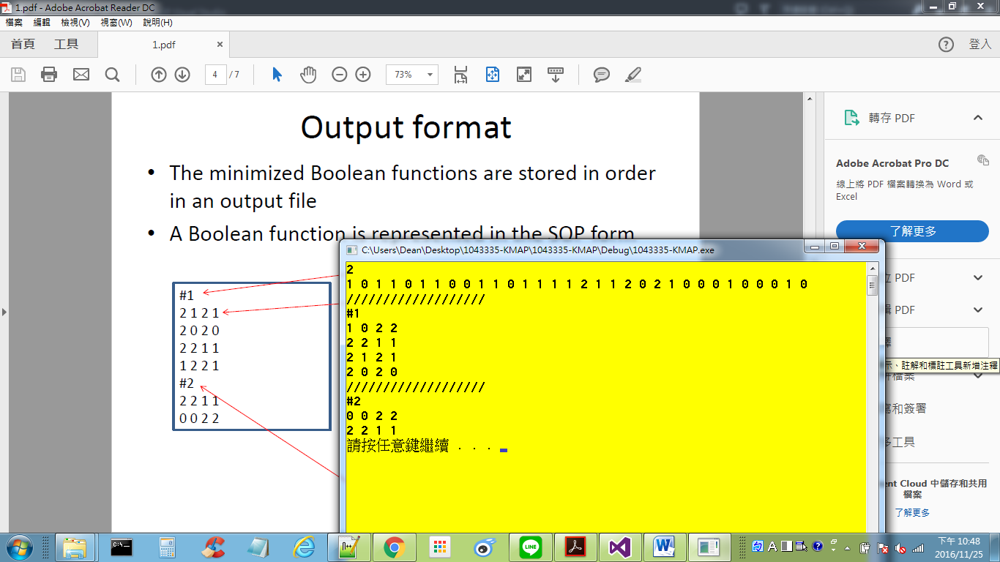 1.pdf - Adobe Acrobat Reader DC
檔案 編輯 檢視(V) 視窗(W) 說明(H)
首頁 工具 1.pdf × 登入
4 / 7 73%
Output format
• The minimized Boolean functions are stored in order
in an output file
• A Boolean function is represented in the SOP form
#1
2 1 2 1
2 0 2 0
2 2 1 1
1 2 2 1
#2
2 2 1 1
0 0 2 2
C:\Users\Dean\Desktop\1043335-KMAP\1043335-KMAP\Debug\1043335-KMAP.exe
2
1 0 1 1 0 1 1 0 0 1 1 0 1 1 1 1 2 1 1 2 0 2 1 0 0 0 1 0 0 0 1 0
///////////////////
#1
1 0 2 2
2 2 1 1
2 1 2 1
2 0 2 0
///////////////////
#2
0 0 2 2
2 2 1 1
請按任意鍵繼續 . . .
轉存 PDF
Adobe Acrobat Pro DC
線上將 PDF 檔案轉換為 Word 或
Excel
了解更多
PDF
PDF
示、註解和標註工具新增注釋
檔案
寫和簽署
工具
Cloud 中儲存和共用
檔案
了解更多
下午 10:48
2016/11/25